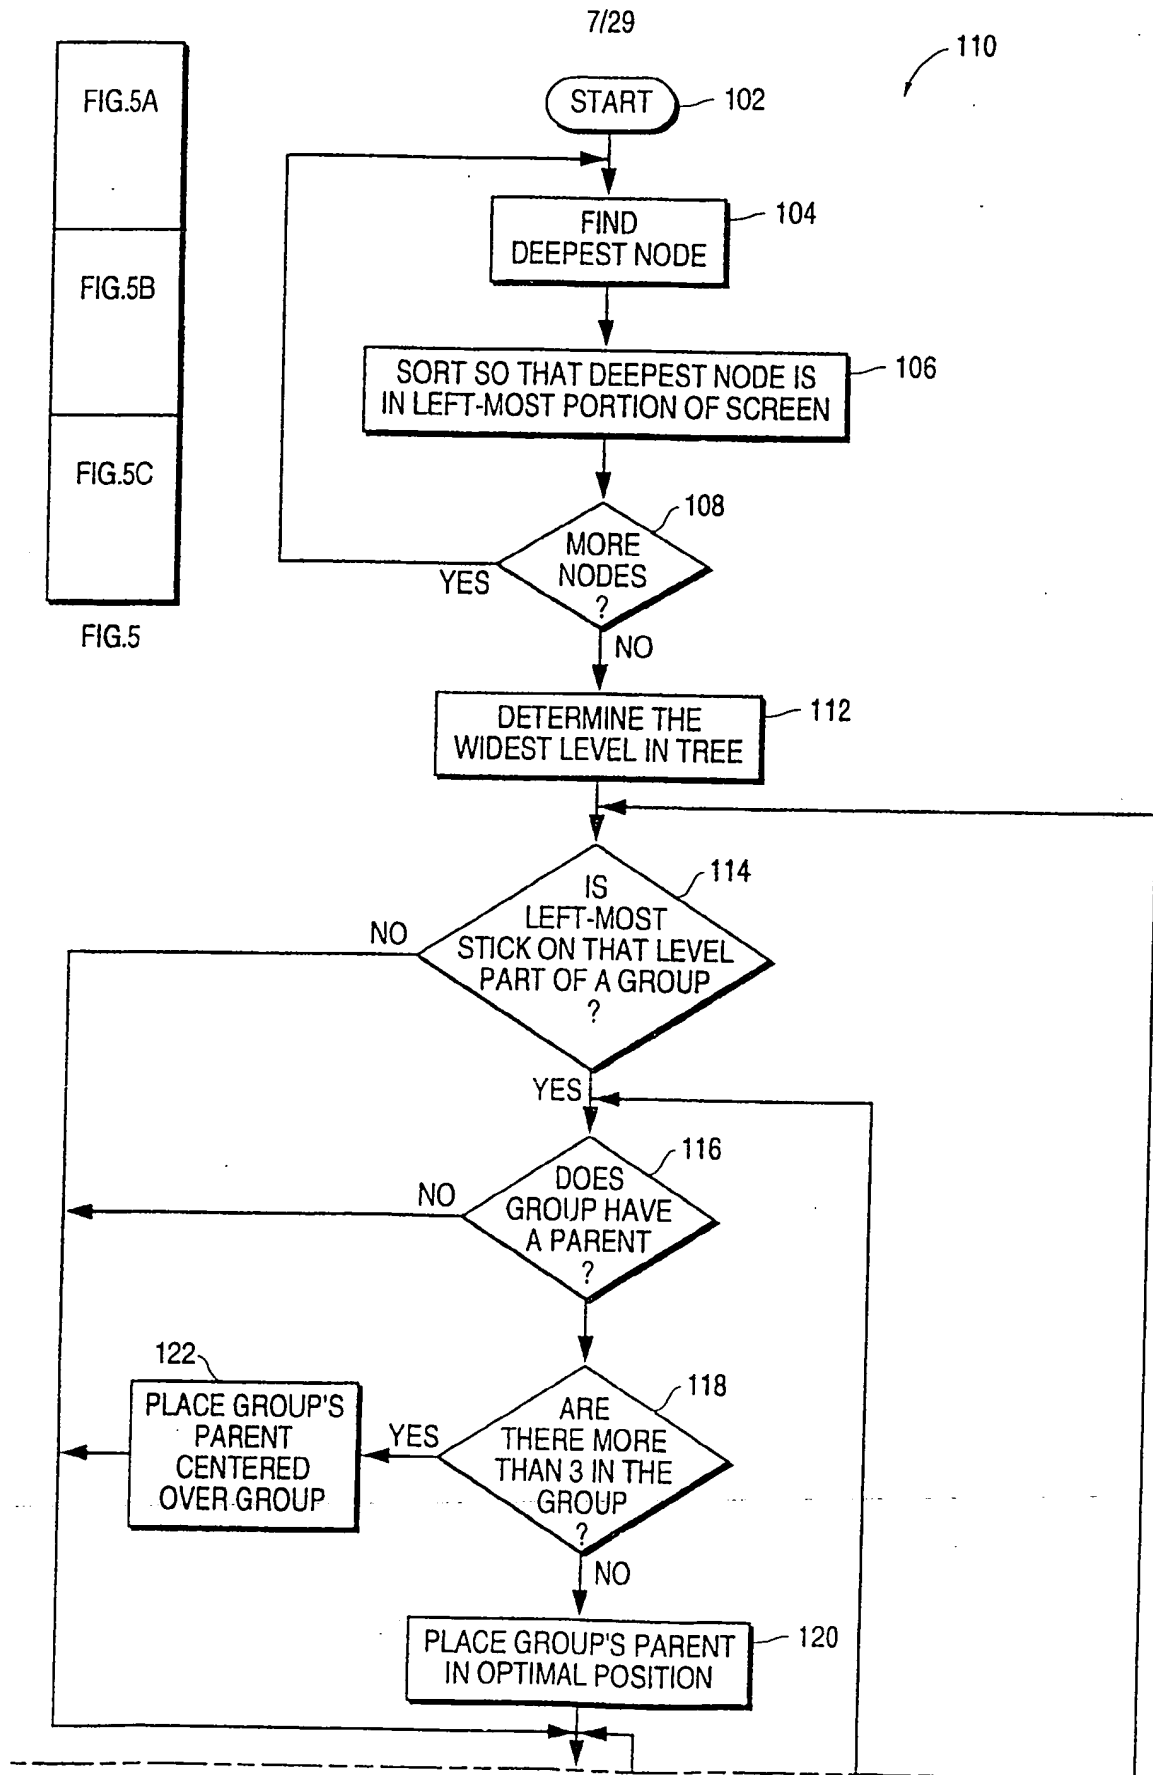 7/29
110
FIG.5A
FIG.5B
FIG.5C
FIG.5
START
102
FIND
DEEPEST NODE
104
SORT SO THAT DEEPEST NODE IS
IN LEFT-MOST PORTION OF SCREEN
106
MORE
NODES
?
108
YES
NO
DETERMINE THE
WIDEST LEVEL IN TREE
112
IS
LEFT-MOST
STICK ON THAT LEVEL
PART OF A GROUP
?
114
NO
YES
DOES
GROUP HAVE
A PARENT
?
116
NO
ARE
THERE MORE
THAN 3 IN THE
GROUP
?
118
YES
122
PLACE GROUP'S
PARENT
CENTERED
OVER GROUP
NO
PLACE GROUP'S PARENT
IN OPTIMAL POSITION
120